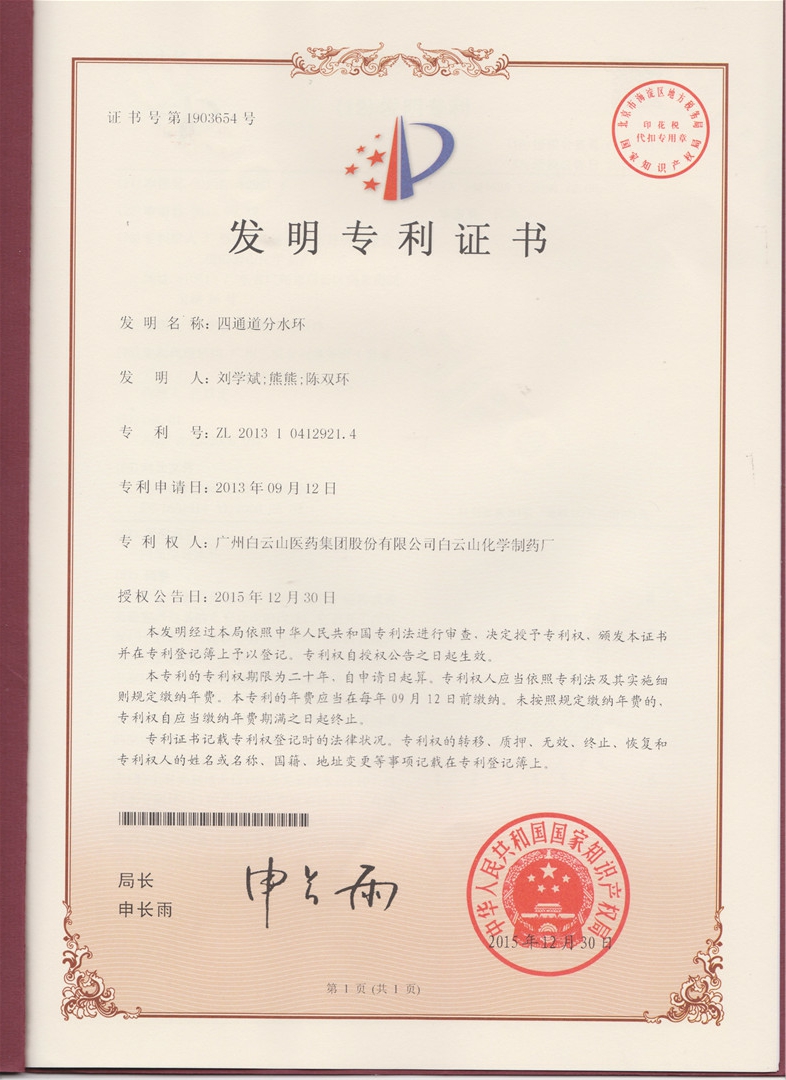 证书号第1903654号
北京市海淀区地方税务局
印花税
代扣专用章
国家知识产权局
发明专利证书
发明名称：四通道分水环
发明人：刘学斌;熊熊;陈双环
专利号：ZL 2013 1 0412921.4
专利申请日：2013年09月12日
专利权人：广州白云山医药集团股份有限公司白云山化学制药厂
授权公告日：2015年12月30日
本发明经过本局依照中华人民共和国专利法进行审查，决定授予专利权，颁发本证书
并在专利登记簿上予以登记。专利权自授权公告之日起生效。
本专利的专利权期限为二十年，自申请日起算。专利权人应当依照专利法及其实施细
则规定缴纳年费。本专利的年费应当在每年09月12日前缴纳。未按照规定缴纳年费的，
专利权自应当缴纳年费期满之日起终止。
专利证书记载专利权登记时的法律状况。专利权的转移、质押、无效、终止、恢复和
专利权人的姓名或名称、国籍、地址变更等事项记载在专利登记簿上。
局长
申长雨
申长雨
中华人民共和国国家知识产权局
2015年12月30日
第1页(共1页)